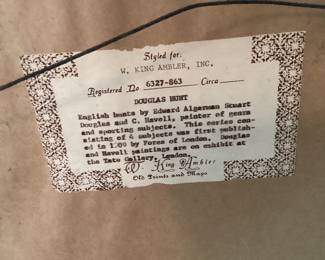 Styled for:
W. KING AMBLER, INC.
Registered No. 6327-863 Circa
DOUGLAS HUNT
English hunts by Edward Algernan Stuart
Douglas and C. Havell, painter of genra
and sporting subjects. This series con-
sisting of 4 subjects was first publish-
ed in 1909 by Fores of London. Douglas
and Havell paintings are on exhibit at
the Tate Gallery, London.
W. King Ambler
Old Prints and Maps